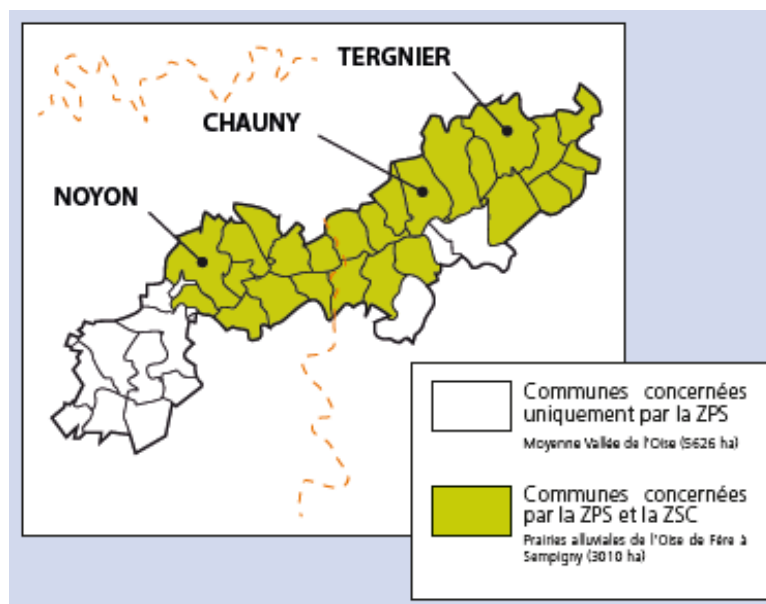 TERGNIER
CHAUNY
NOYON
Communes concernées
uniquement par la ZPS
Moyenne Vallée de l'Oise (5626 ha)
Communes concernées
par la ZPS et la ZSC
Prairies alluviales de l'Oise de Fére à
Sempigny (3010 ha)